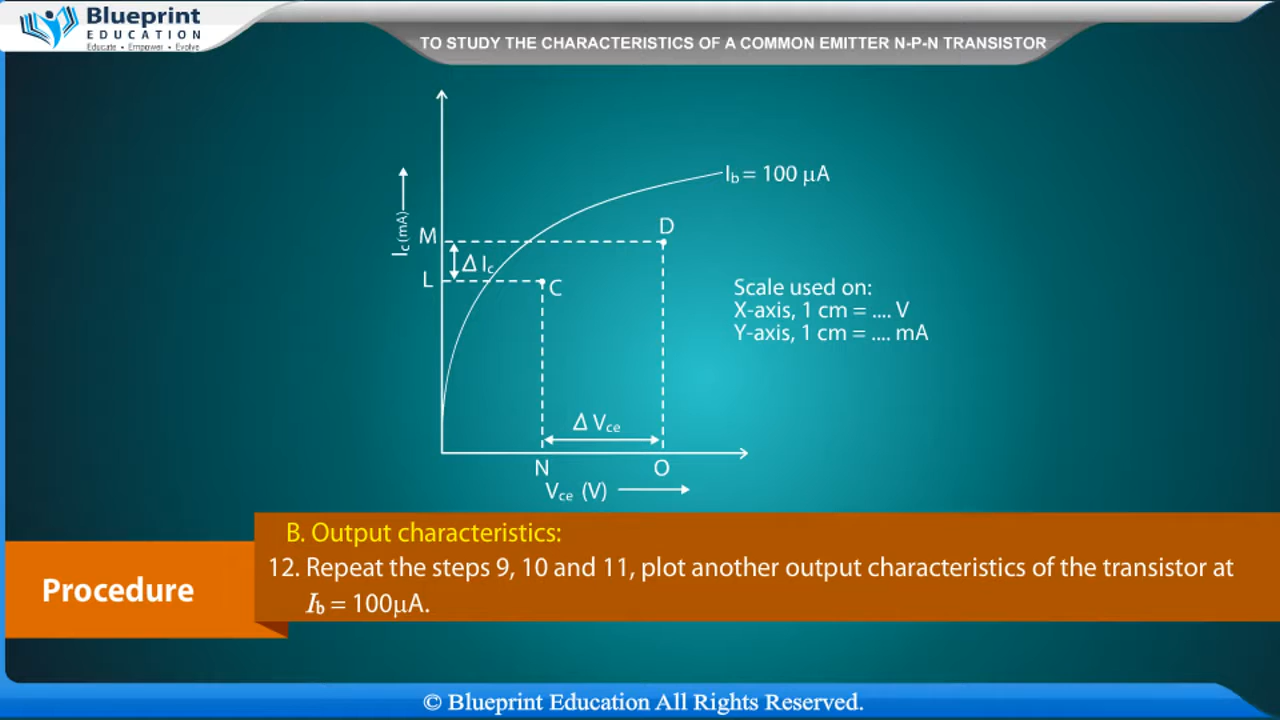 Blueprint
EDUCATION
Educate • Empower • Evolve
TO STUDY THE CHARACTERISTICS OF A COMMON EMITTER N-P-N TRANSISTOR
Ib = 100 μA
Ic (mA)
M
D
Δ Ic
L
C
Scale used on:
X-axis, 1 cm = .... V
Y-axis, 1 cm = .... mA
Δ Vce
N
O
Vce (V)
B. Output characteristics:
12. Repeat the steps 9, 10 and 11, plot another output characteristics of the transistor at
Ib = 100μA.
Procedure
© Blueprint Education All Rights Reserved.